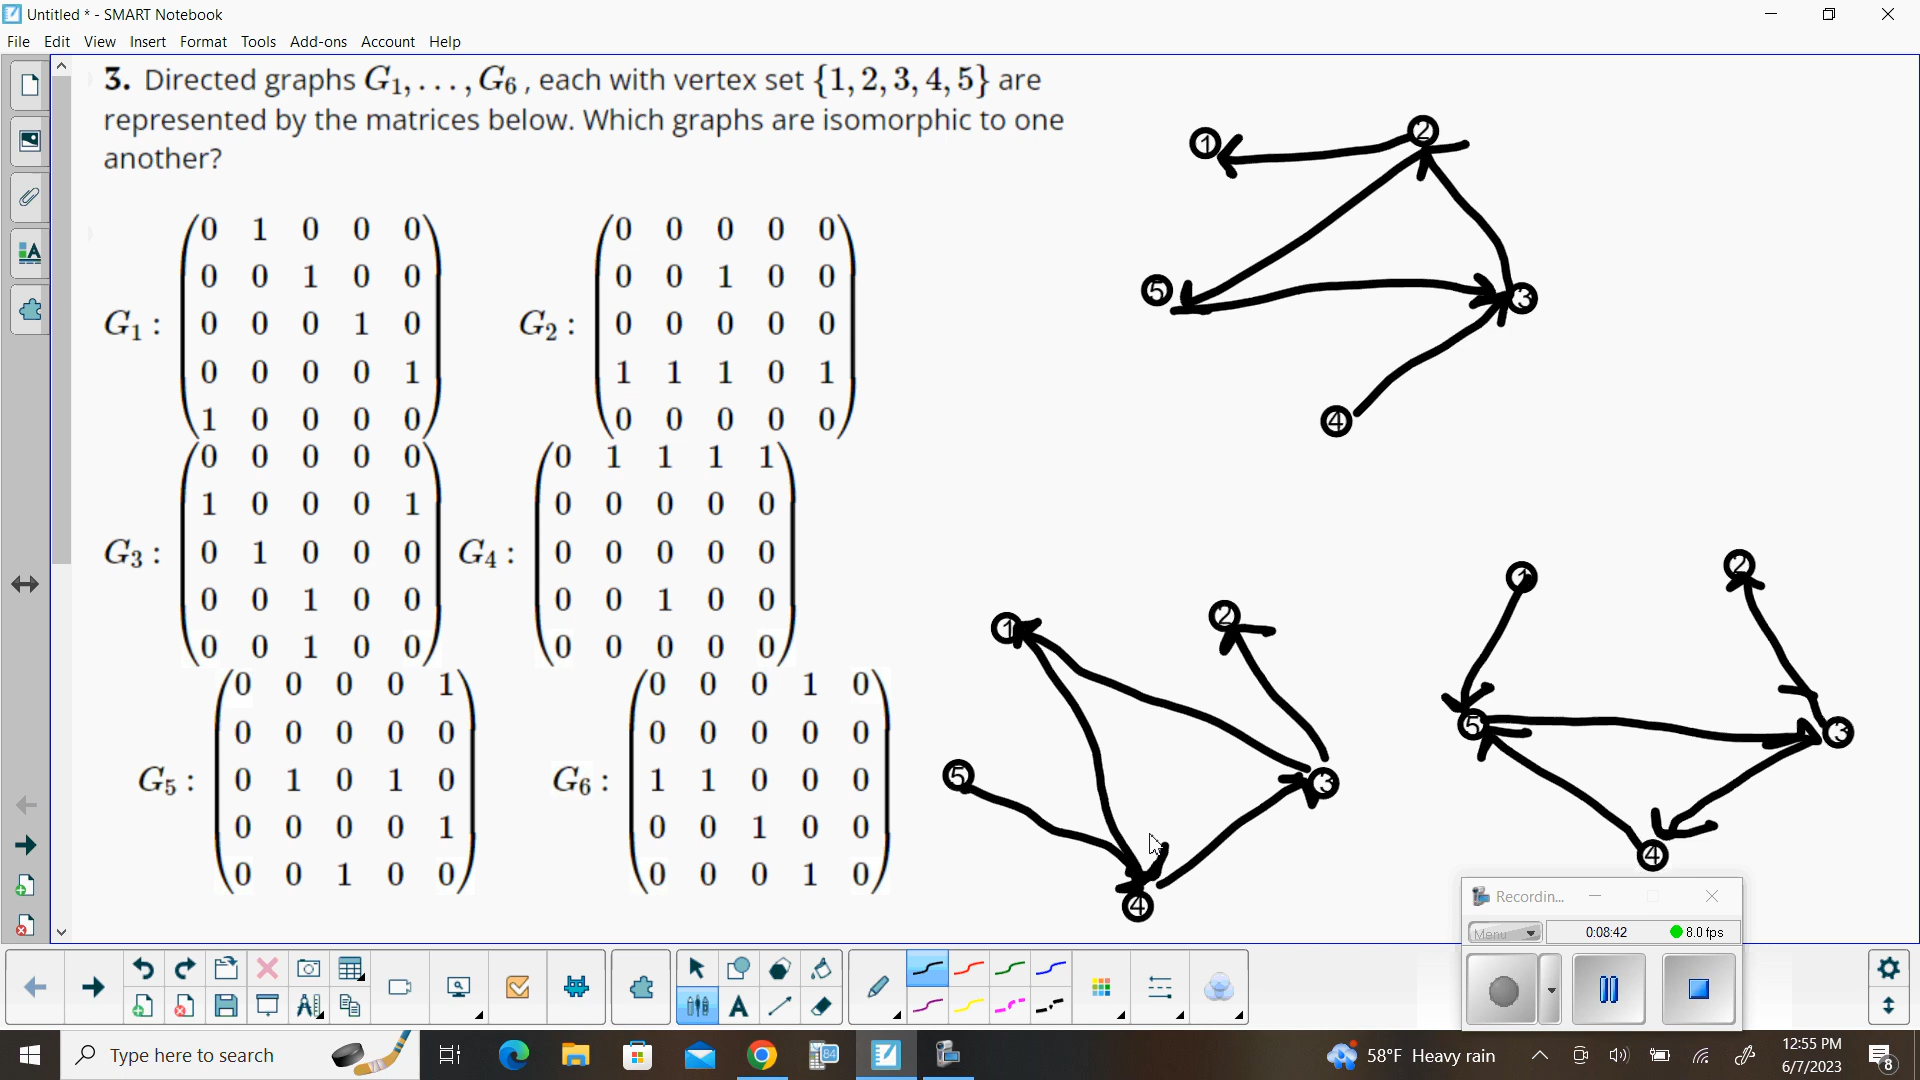 Untitled * - SMART Notebook
File Edit View Insert Format Tools Add-ons Account Help
3. Directed graphs G₁, . . . , G₆ , each with vertex set {1, 2, 3, 4, 5} are
represented by the matrices below. Which graphs are isomorphic to one
another?
G₁ :
0 1 0 0 0
0 0 1 0 0
0 0 0 1 0
0 0 0 0 1
1 0 0 0 0
G₂ :
0 0 0 0 0
0 0 1 0 0
0 0 0 0 0
1 1 1 0 1
0 0 0 0 0
G₃ :
0 0 0 0 0
1 0 0 0 1
0 1 0 0 0
0 0 1 0 0
0 0 1 0 0
G₄ :
0 1 1 1 1
0 0 0 0 0
0 0 0 0 0
0 0 1 0 0
0 0 0 0 0
G₅ :
0 0 0 0 1
0 0 0 0 0
0 1 0 1 0
0 0 0 0 1
0 0 1 0 0
G₆ :
0 0 0 1 0
0 0 0 0 0
1 1 0 0 0
0 0 1 0 0
0 0 0 1 0
1
2
5
3
4
1
2
5
3
4
1
2
5
3
4
Recordin...
Menu
0:08:42
8.0 fps
A
Type here to search
64
58°F Heavy rain
12:55 PM
6/7/2023
8